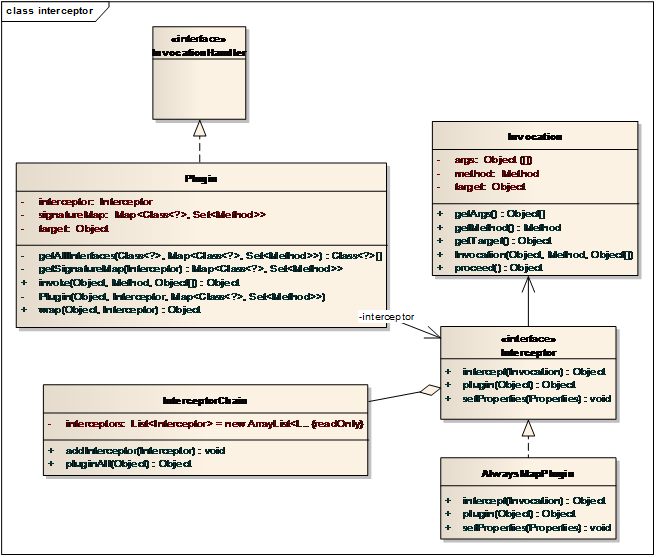 class interceptor
«interface»
InvocationHandler
Plugin
- interceptor: Interceptor
- signatureMap: Map<Class<?>, Set<Method>>
- target: Object
- getAllInterfaces(Class<?>, Map<Class<?>, Set<Method>>) : Class<?>[]
- getSignatureMap(Interceptor) : Map<Class<?>, Set<Method>>
+ invoke(Object, Method, Object[]) : Object
- Plugin(Object, Interceptor, Map<Class<?>, Set<Method>>)
+ wrap(Object, Interceptor) : Object
Invocation
- args: Object ([])
- method: Method
- target: Object
+ getArgs() : Object[]
+ getMethod() : Method
+ getTarget() : Object
+ Invocation(Object, Method, Object[])
+ proceed() : Object
-interceptor
«interface»
Interceptor
+ intercept(Invocation) : Object
+ plugin(Object) : Object
+ setProperties(Properties) : void
InterceptorChain
- interceptors: List<Interceptor> = new ArrayList<I... {readOnly}
+ addInterceptor(Interceptor) : void
+ pluginAll(Object) : Object
AlwaysMapPlugin
+ intercept(Invocation) : Object
+ plugin(Object) : Object
+ setProperties(Properties) : void